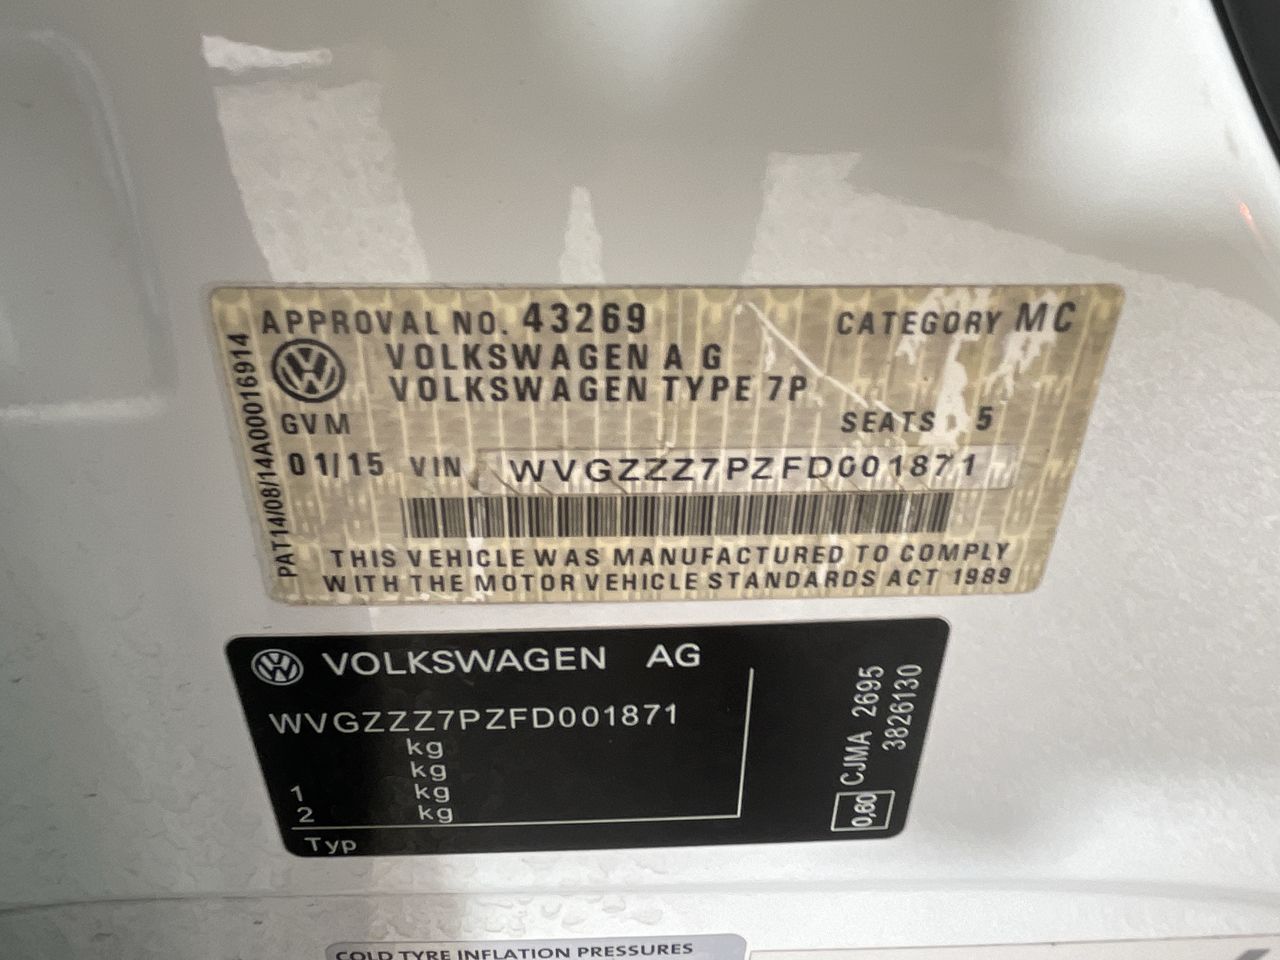 APPROVAL NO. 43269 CATEGORY MC
VOLKSWAGEN AG
VOLKSWAGEN TYPE 7P
GVM SEATS 5
01/15 VIN WVGZZZ7PZFD001871
THIS VEHICLE WAS MANUFACTURED TO COMPLY
WITH THE MOTOR VEHICLE STANDARDS ACT 1989
PAT14/08/14A00016914
VOLKSWAGEN AG
WVGZZZ7PZFD001871
kg
kg
1 kg
2 kg
Typ
0,60 CJMA 2695
3826130
COLD TYRE INFLATION PRESSURES